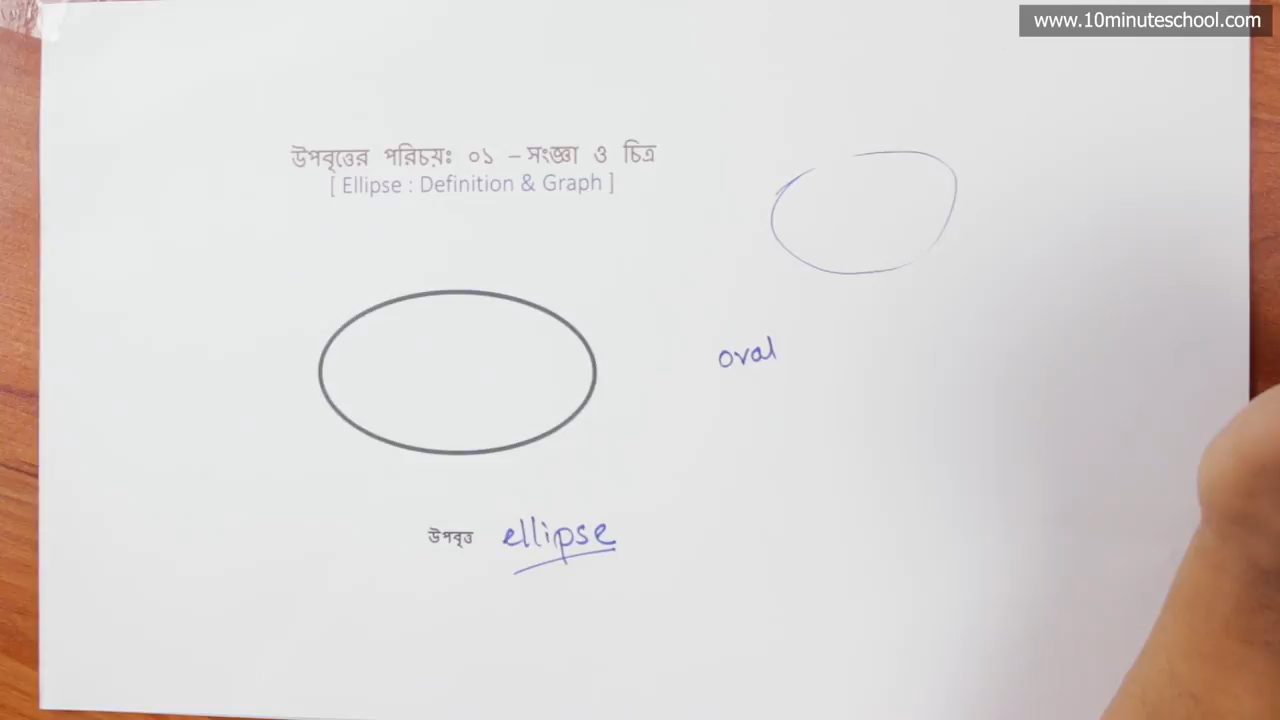 www.10minuteschool.com
উপবৃত্তের পরিচয়ঃ ০১ – সংজ্ঞা ও চিত্র
[ Ellipse : Definition & Graph ]
oval
উপবৃত্ত ellipse